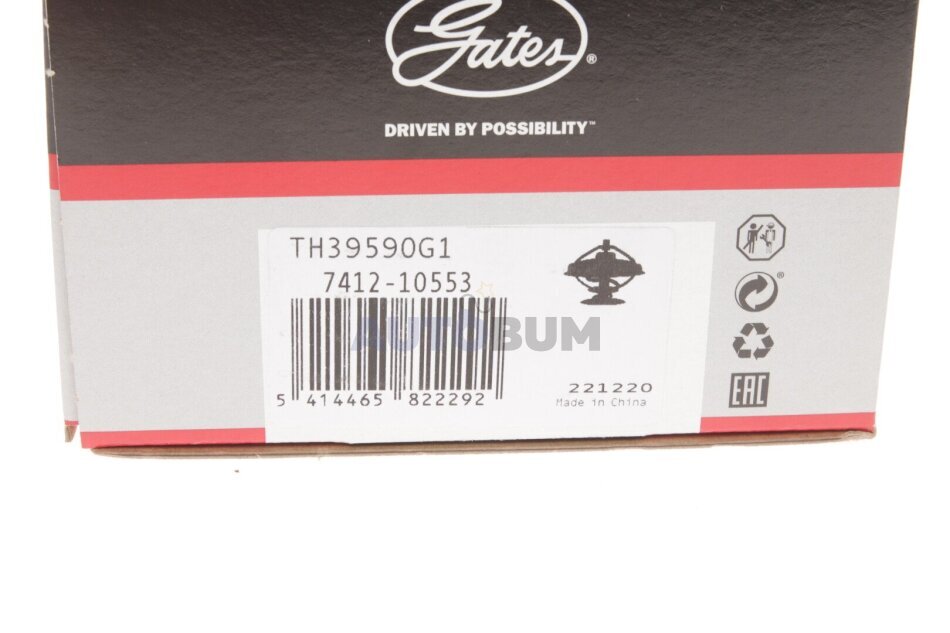 Gates®
DRIVEN BY POSSIBILITY™
TH39590G1
7412-10553
AUTOBUM
5 414465 822292
221220
Made in China
®
EAC